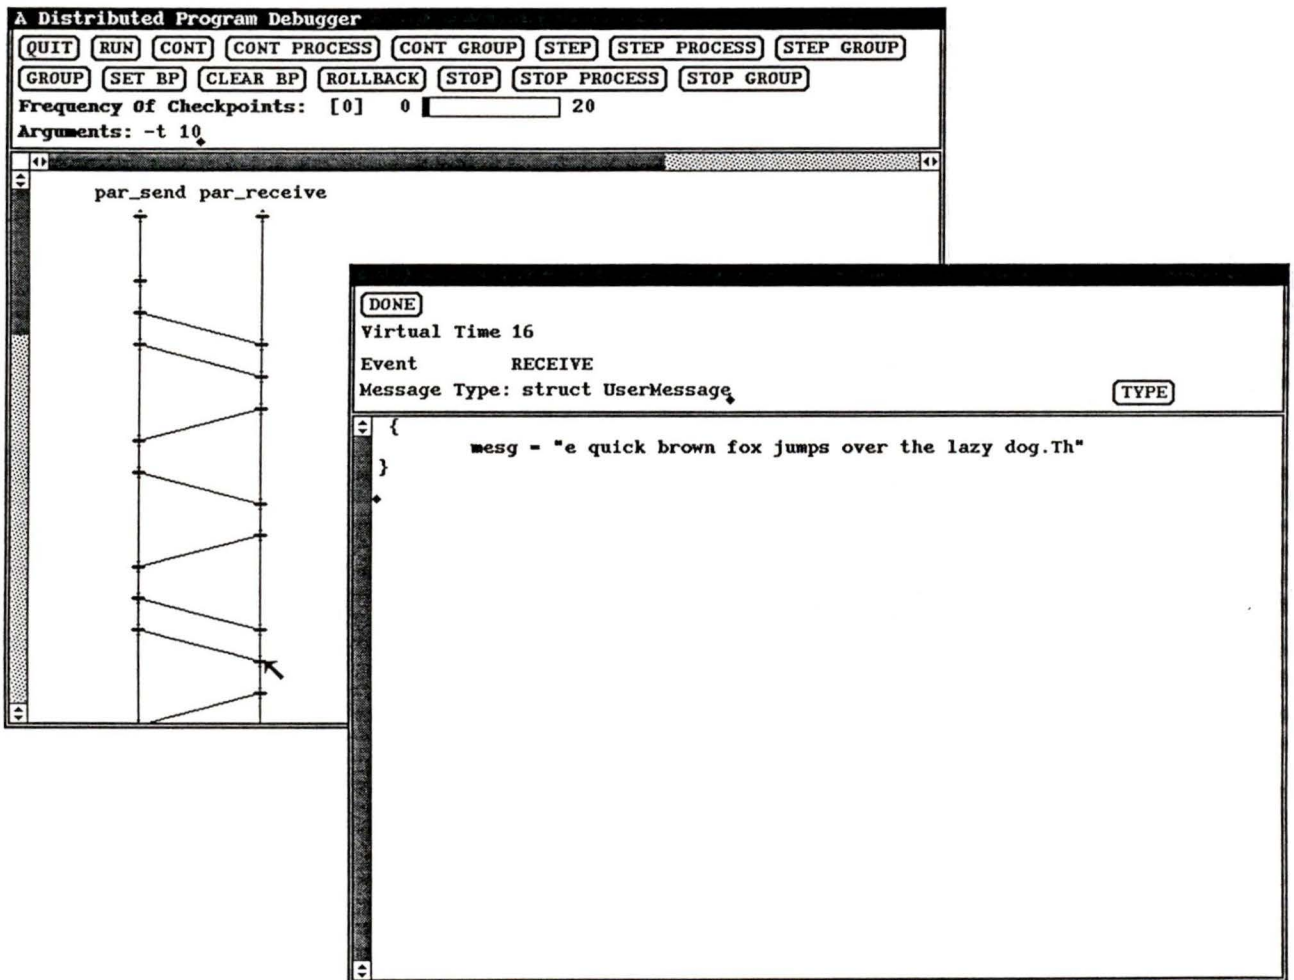 A Distributed Program Debugger
QUIT RUN CONT CONT PROCESS CONT GROUP STEP STEP PROCESS STEP GROUP
GROUP SET BP CLEAR BP ROLLBACK STOP STOP PROCESS STOP GROUP
Frequency Of Checkpoints: [0] 0 20
Arguments: -t 10
par_send par_receive
DONE
Virtual Time 16
Event RECEIVE
Message Type: struct UserMessage TYPE
{
mesg = "e quick brown fox jumps over the lazy dog.Th"
}